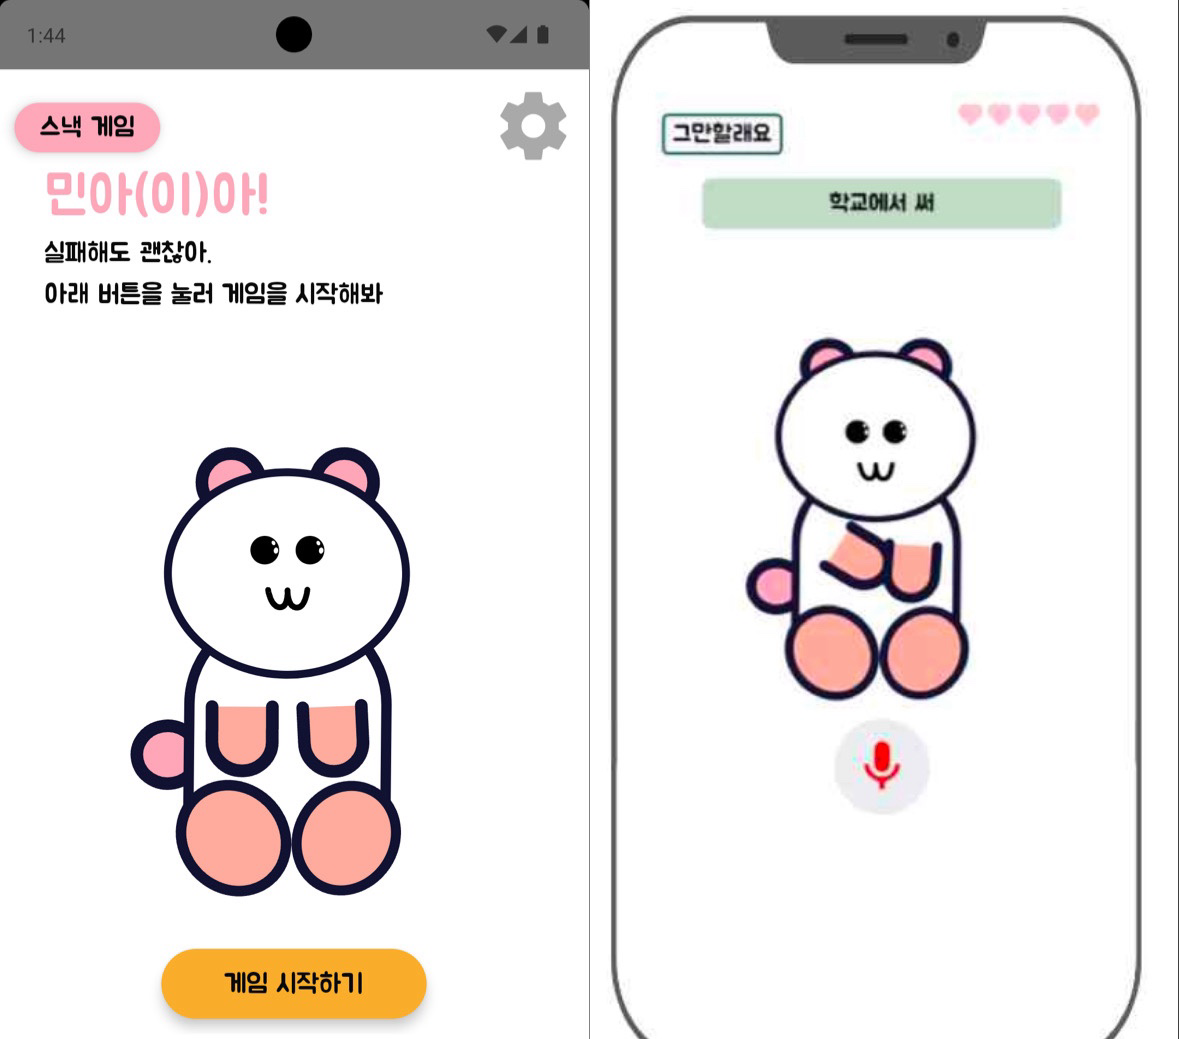 1:44
스낵 게임
민아(이)아!
실패해도 괜찮아.
아래 버튼을 눌러 게임을 시작해봐
게임 시작하기
그만할래요
학교에서 써